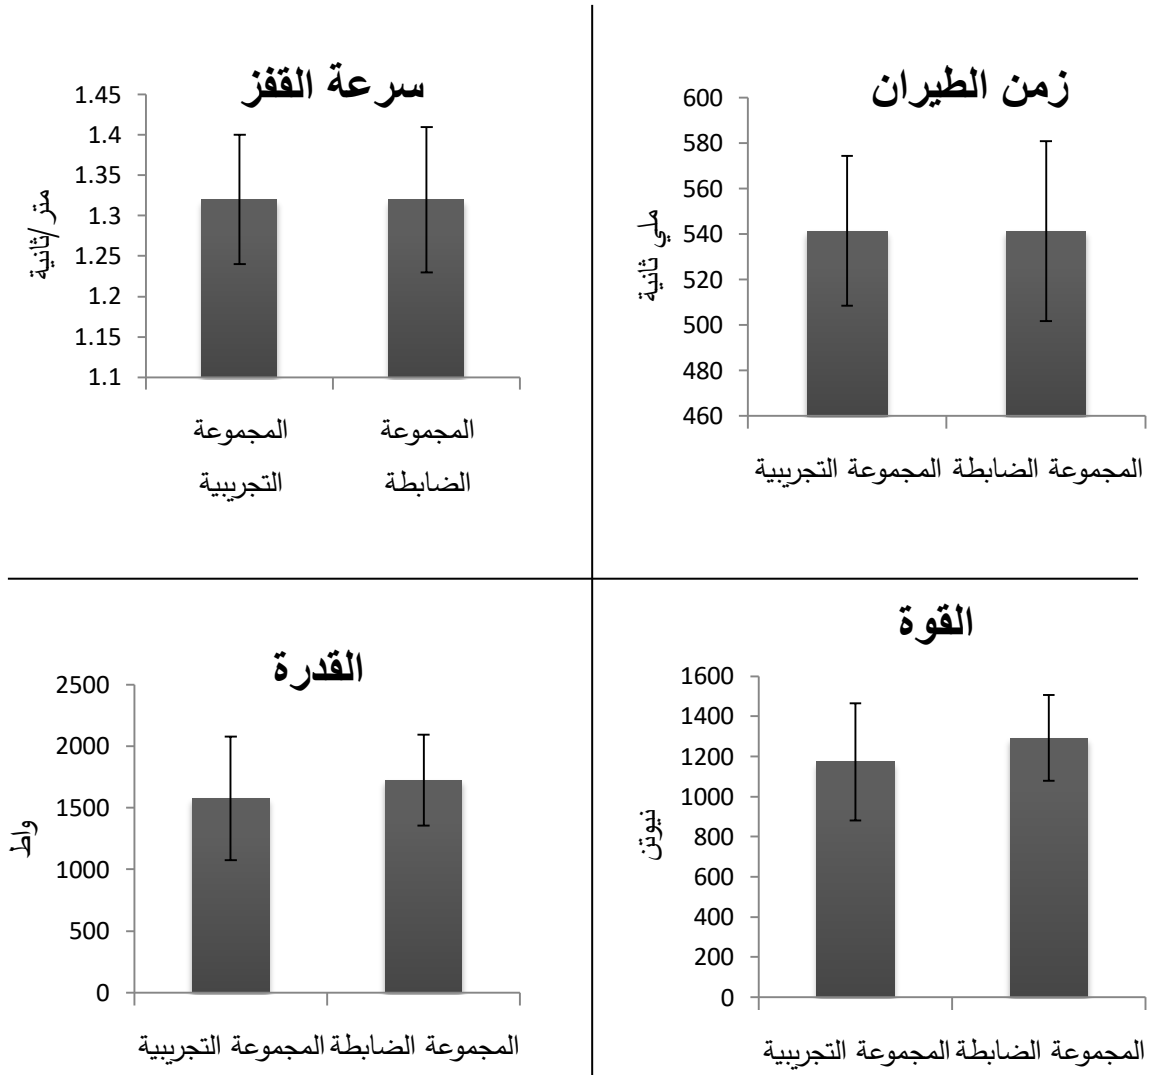 زمن الطيران
600
580
560
540
520
500
480
460
ملي ثانية
المجموعة الضابطة المجموعة التجريبية
سرعة القفز
1.45
1.4
1.35
1.3
1.25
1.2
1.15
1.1
متر/ثانية
المجموعة المجموعة
الضابطة التجريبية
القوة
1600
1400
1200
1000
800
600
400
200
0
نيوتن
المجموعة الضابطة المجموعة التجريبية
القدرة
2500
2000
1500
1000
500
0
واط
المجموعة الضابطة المجموعة التجريبية